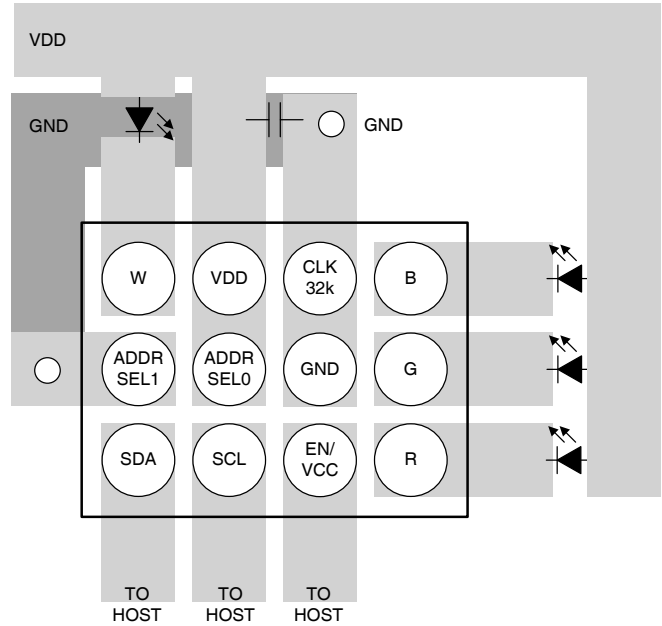 VDD
GND
GND
W
VDD
CLK
32k
B
ADDR
SEL1
ADDR
SEL0
GND
G
SDA
SCL
EN/
VCC
R
TO
HOST
TO
HOST
TO
HOST